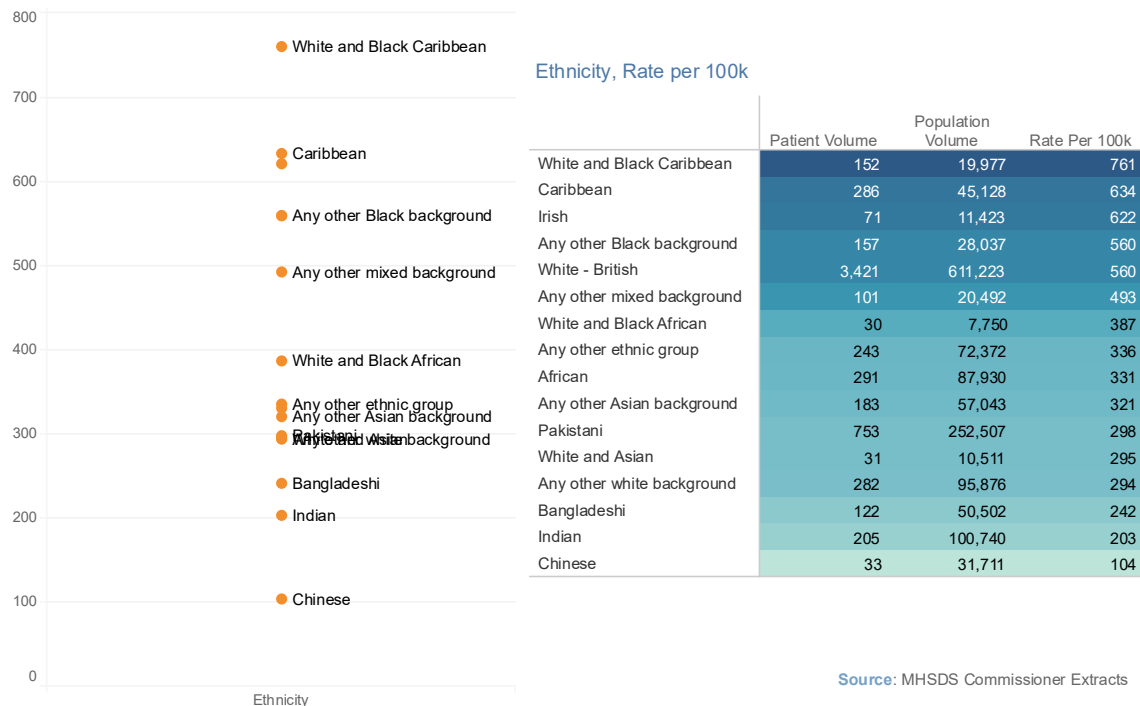 800
700
600
500
400
300
200
100
0
White and Black Caribbean
Caribbean
Any other Black background
Any other mixed background
White and Black African
Any other ethnic group
Any other Asian background
Pakistani
Any other white background
Bangladeshi
Indian
Chinese
Ethnicity
Ethnicity, Rate per 100k
Population
Patient Volume Volume Rate Per 100k
White and Black Caribbean 152 19,977 761
Caribbean 286 45,128 634
Irish 71 11,423 622
Any other Black background 157 28,037 560
White - British 3,421 611,223 560
Any other mixed background 101 20,492 493
White and Black African 30 7,750 387
Any other ethnic group 243 72,372 336
African 291 87,930 331
Any other Asian background 183 57,043 321
Pakistani 753 252,507 298
White and Asian 31 10,511 295
Any other white background 282 95,876 294
Bangladeshi 122 50,502 242
Indian 205 100,740 203
Chinese 33 31,711 104
Source: MHSDS Commissioner Extracts